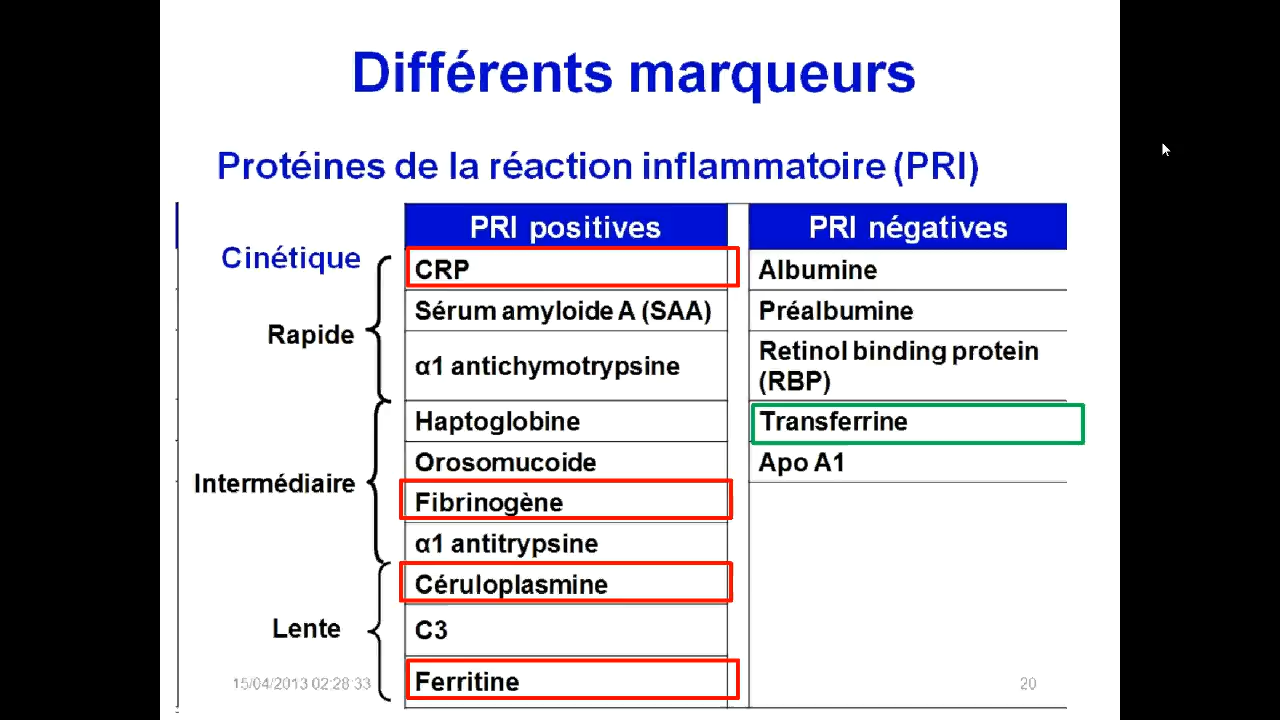 Différents marqueurs
Protéines de la réaction inflammatoire (PRI)
PRI positives
PRI négatives
Cinétique
CRP
Albumine
Sérum amyloide A (SAA)
Préalbumine
Rapide
α1 antichymotrypsine
Retinol binding protein
(RBP)
Haptoglobine
Transferrine
Orosomucoide
Apo A1
Intermédiaire
Fibrinogène
α1 antitrypsine
Céruloplasmine
Lente
C3
15/04/2013 02:28:33
Ferritine
20